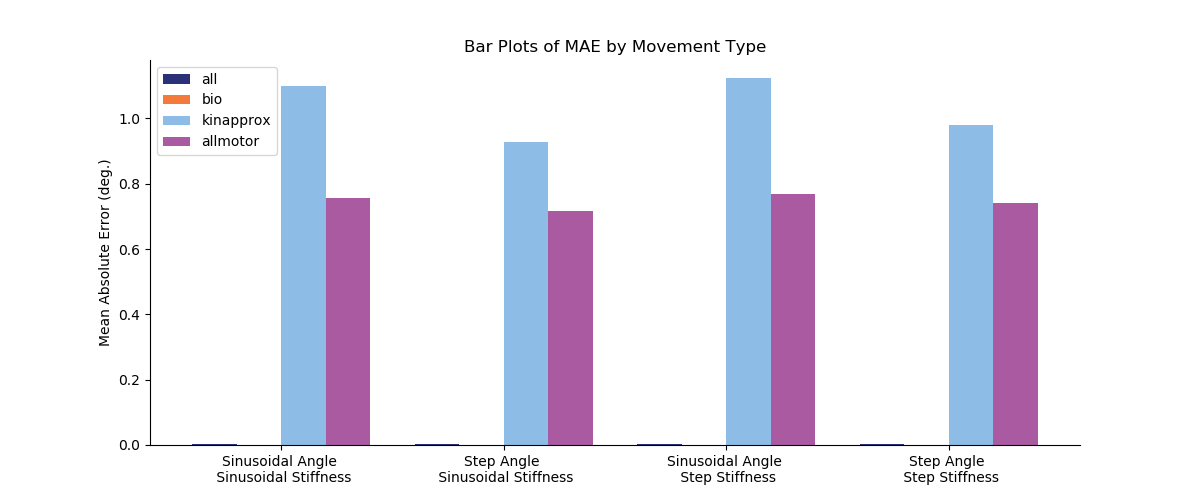 Bar Plots of MAE by Movement Type
all
bio
kinapprox
allmotor
Mean Absolute Error (deg.)
1.0
0.8
0.6
0.4
0.2
0.0
Sinusoidal Angle
Sinusoidal Stiffness
Step Angle
Sinusoidal Stiffness
Sinusoidal Angle
Step Stiffness
Step Angle
Step Stiffness